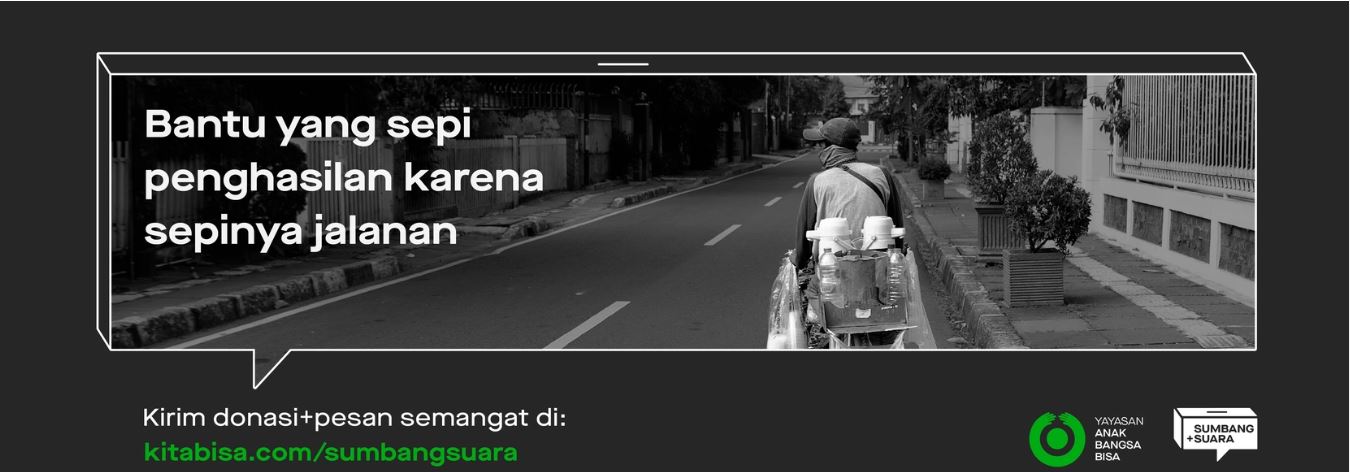 Bantu yang sepi
penghasilan karena
sepinya jalanan
Kirim donasi+pesan semangat di:
kitabisa.com/sumbangsuara
YAYASAN
ANAK
BANGSA
BISA
SUMBANG
+SUARA